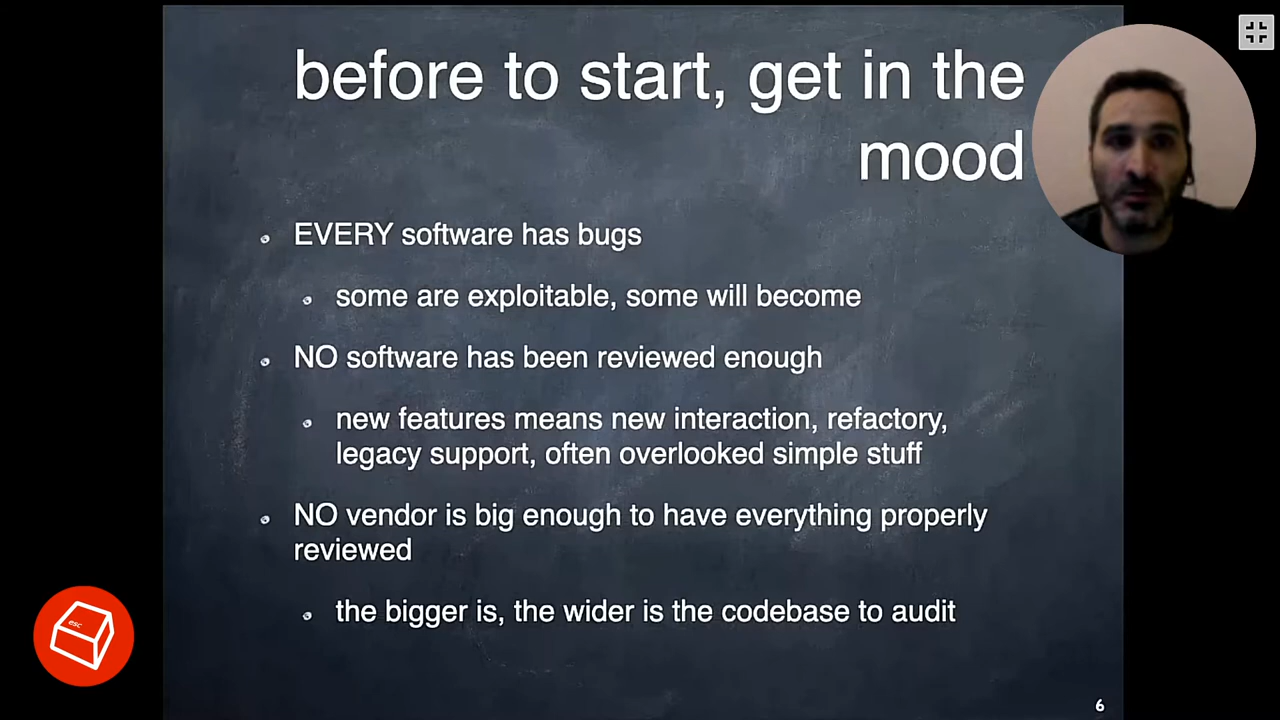 before to start, get in the
mood
EVERY software has bugs
some are exploitable, some will become
NO software has been reviewed enough
new features means new interaction, refactory,
legacy support, often overlooked simple stuff
NO vendor is big enough to have everything properly
reviewed
the bigger is, the wider is the codebase to audit
esc
6